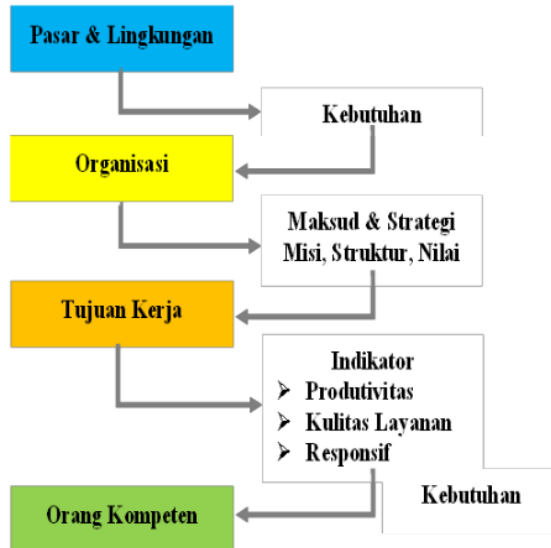 Pasar & Lingkungan
Kebutuhan
Organisasi
Maksud & Strategi
Misi, Struktur, Nilai
Tujuan Kerja
Indikator
➢ Produtivitas
➢ Kulitas Layanan
➢ Responsif
Kebutuhan
Orang Kompeten